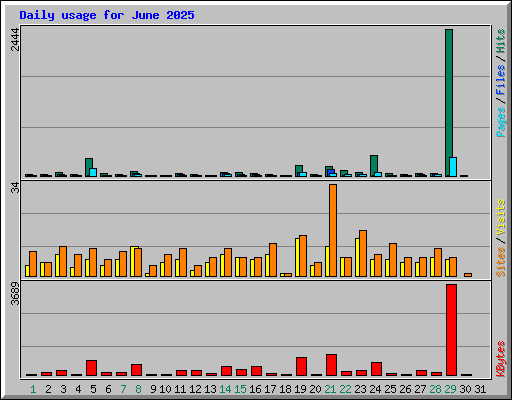 Daily usage for June 2025
2444
Pages / Files / Hits
34
Sites / Visits
3689
KBytes
1 2 3 4 5 6 7 8 9 10 11 12 13 14 15 16 17 18 19 20 21 22 23 24 25 26 27 28 29 30 31